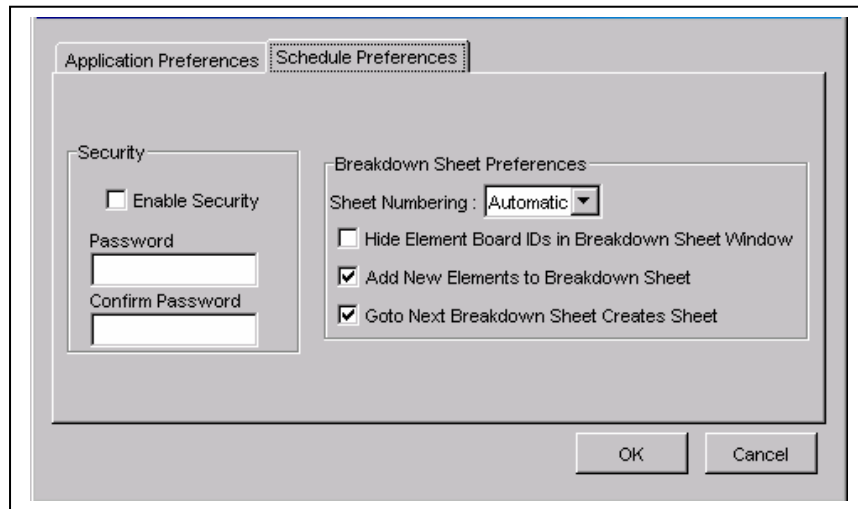 Application Preferences
Schedule Preferences
Security
Enable Security
Password
Confirm Password
Breakdown Sheet Preferences
Sheet Numbering : Automatic
Hide Element Board IDs in Breakdown Sheet Window
Add New Elements to Breakdown Sheet
Goto Next Breakdown Sheet Creates Sheet
OK
Cancel